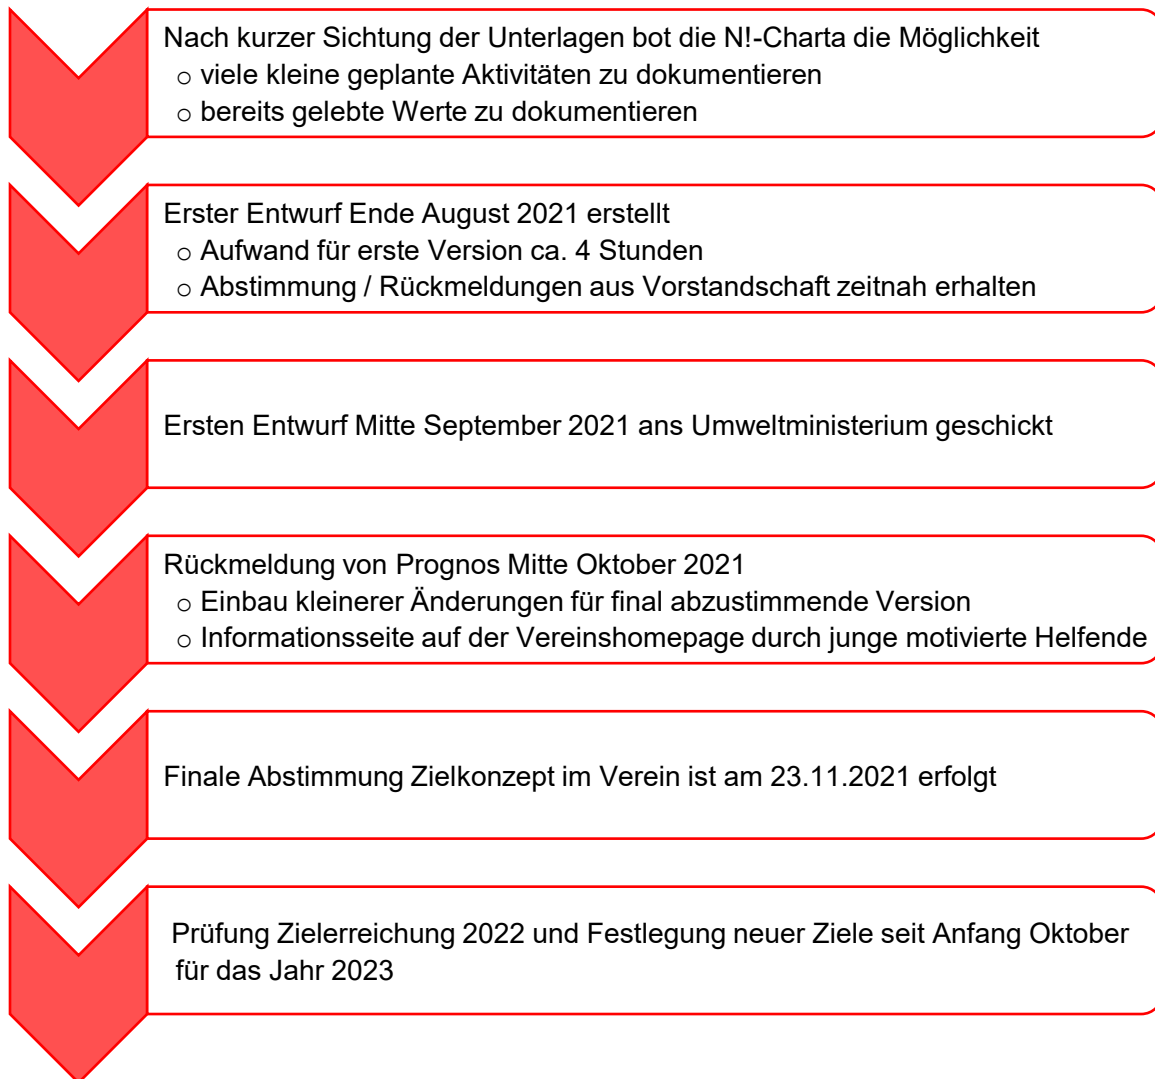 Nach kurzer Sichtung der Unterlagen bot die N!-Charta die Möglichkeit
o viele kleine geplante Aktivitäten zu dokumentieren
o bereits gelebte Werte zu dokumentieren
Erster Entwurf Ende August 2021 erstellt
o Aufwand für erste Version ca. 4 Stunden
o Abstimmung / Rückmeldungen aus Vorstandschaft zeitnah erhalten
Ersten Entwurf Mitte September 2021 ans Umweltministerium geschickt
Rückmeldung von Prognos Mitte Oktober 2021
o Einbau kleinerer Änderungen für final abzustimmende Version
o Informationsseite auf der Vereinshomepage durch junge motivierte Helfende
Finale Abstimmung Zielkonzept im Verein ist am 23.11.2021 erfolgt
Prüfung Zielerreichung 2022 und Festlegung neuer Ziele seit Anfang Oktober
für das Jahr 2023